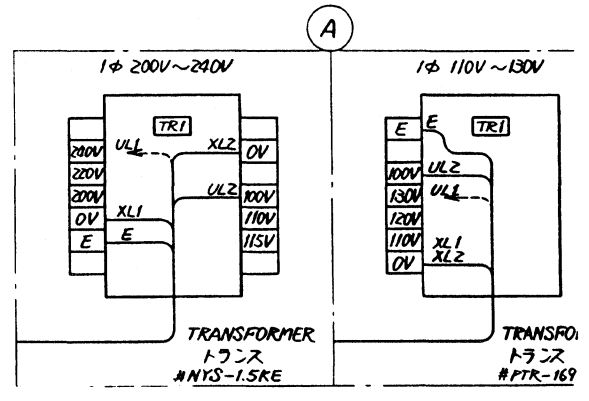 A
1Φ 200V~240V
TR1
UL1
XL2
240V
220V
200V
0V
E
XL1
E
UL2
0V
100V
110V
115V
TRANSFORMER
トランス
#NYS-1.5KE
1Φ 110V~130V
E
E
TR1
100V
130V
120V
110V
0V
UL2
UL1
XL1
XL2
TRANSFO
トランス
#PTR-169